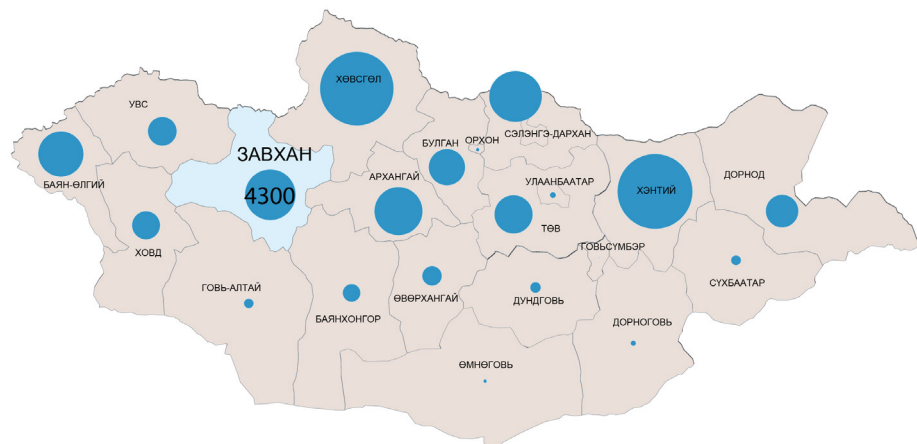 ХӨВСГӨЛ
УВС
СЭЛЭНГЭ-ДАРХАН
ОРХОН
БУЛГАН
ЗАВХАН
4300
АРХАНГАЙ
БАЯН-ӨЛГИЙ
УЛААНБААТАР
ХЭНТИЙ
ДОРНОД
ТӨВ
ХОВД
ГОВЬСҮМБЭР
ГОВЬ-АЛТАЙ
БАЯНХОНГОР
ӨВӨРХАНГАЙ
ДУНДГОВЬ
СҮХБААТАР
ДОРНОГОВЬ
ӨМНӨГОВЬ